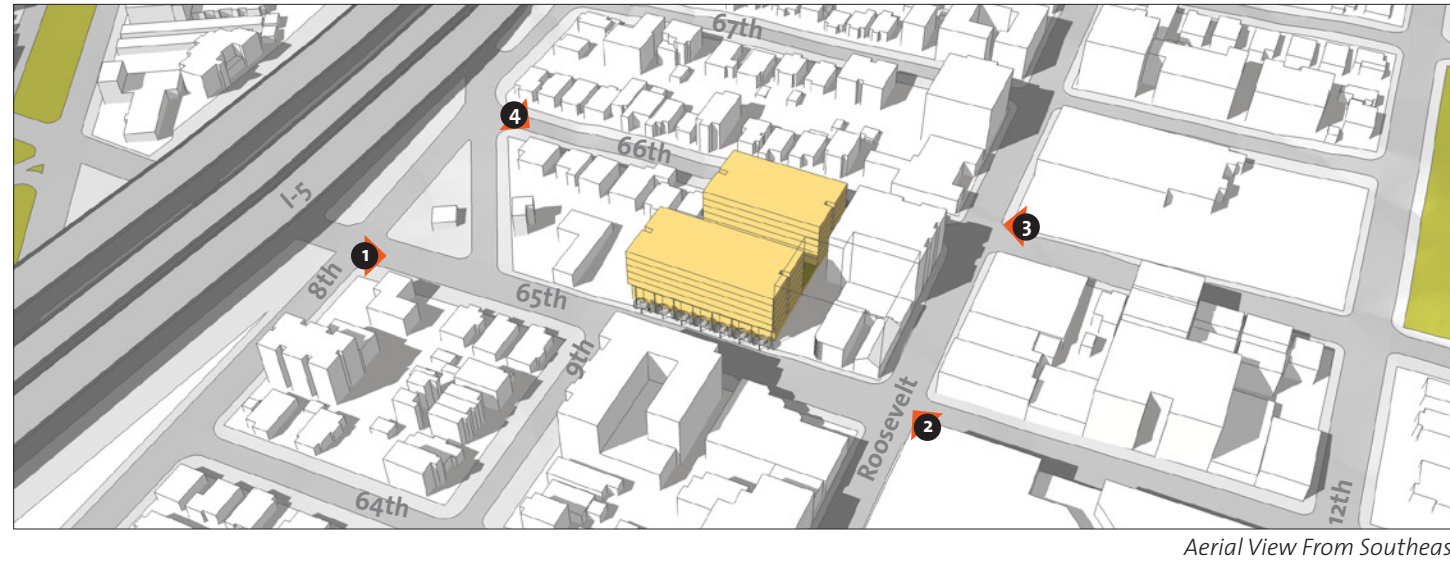 67th
4
66th
I-5
3
1
8th
65th
9th
Roosevelt
2
64th
12th
Aerial View From Southeas